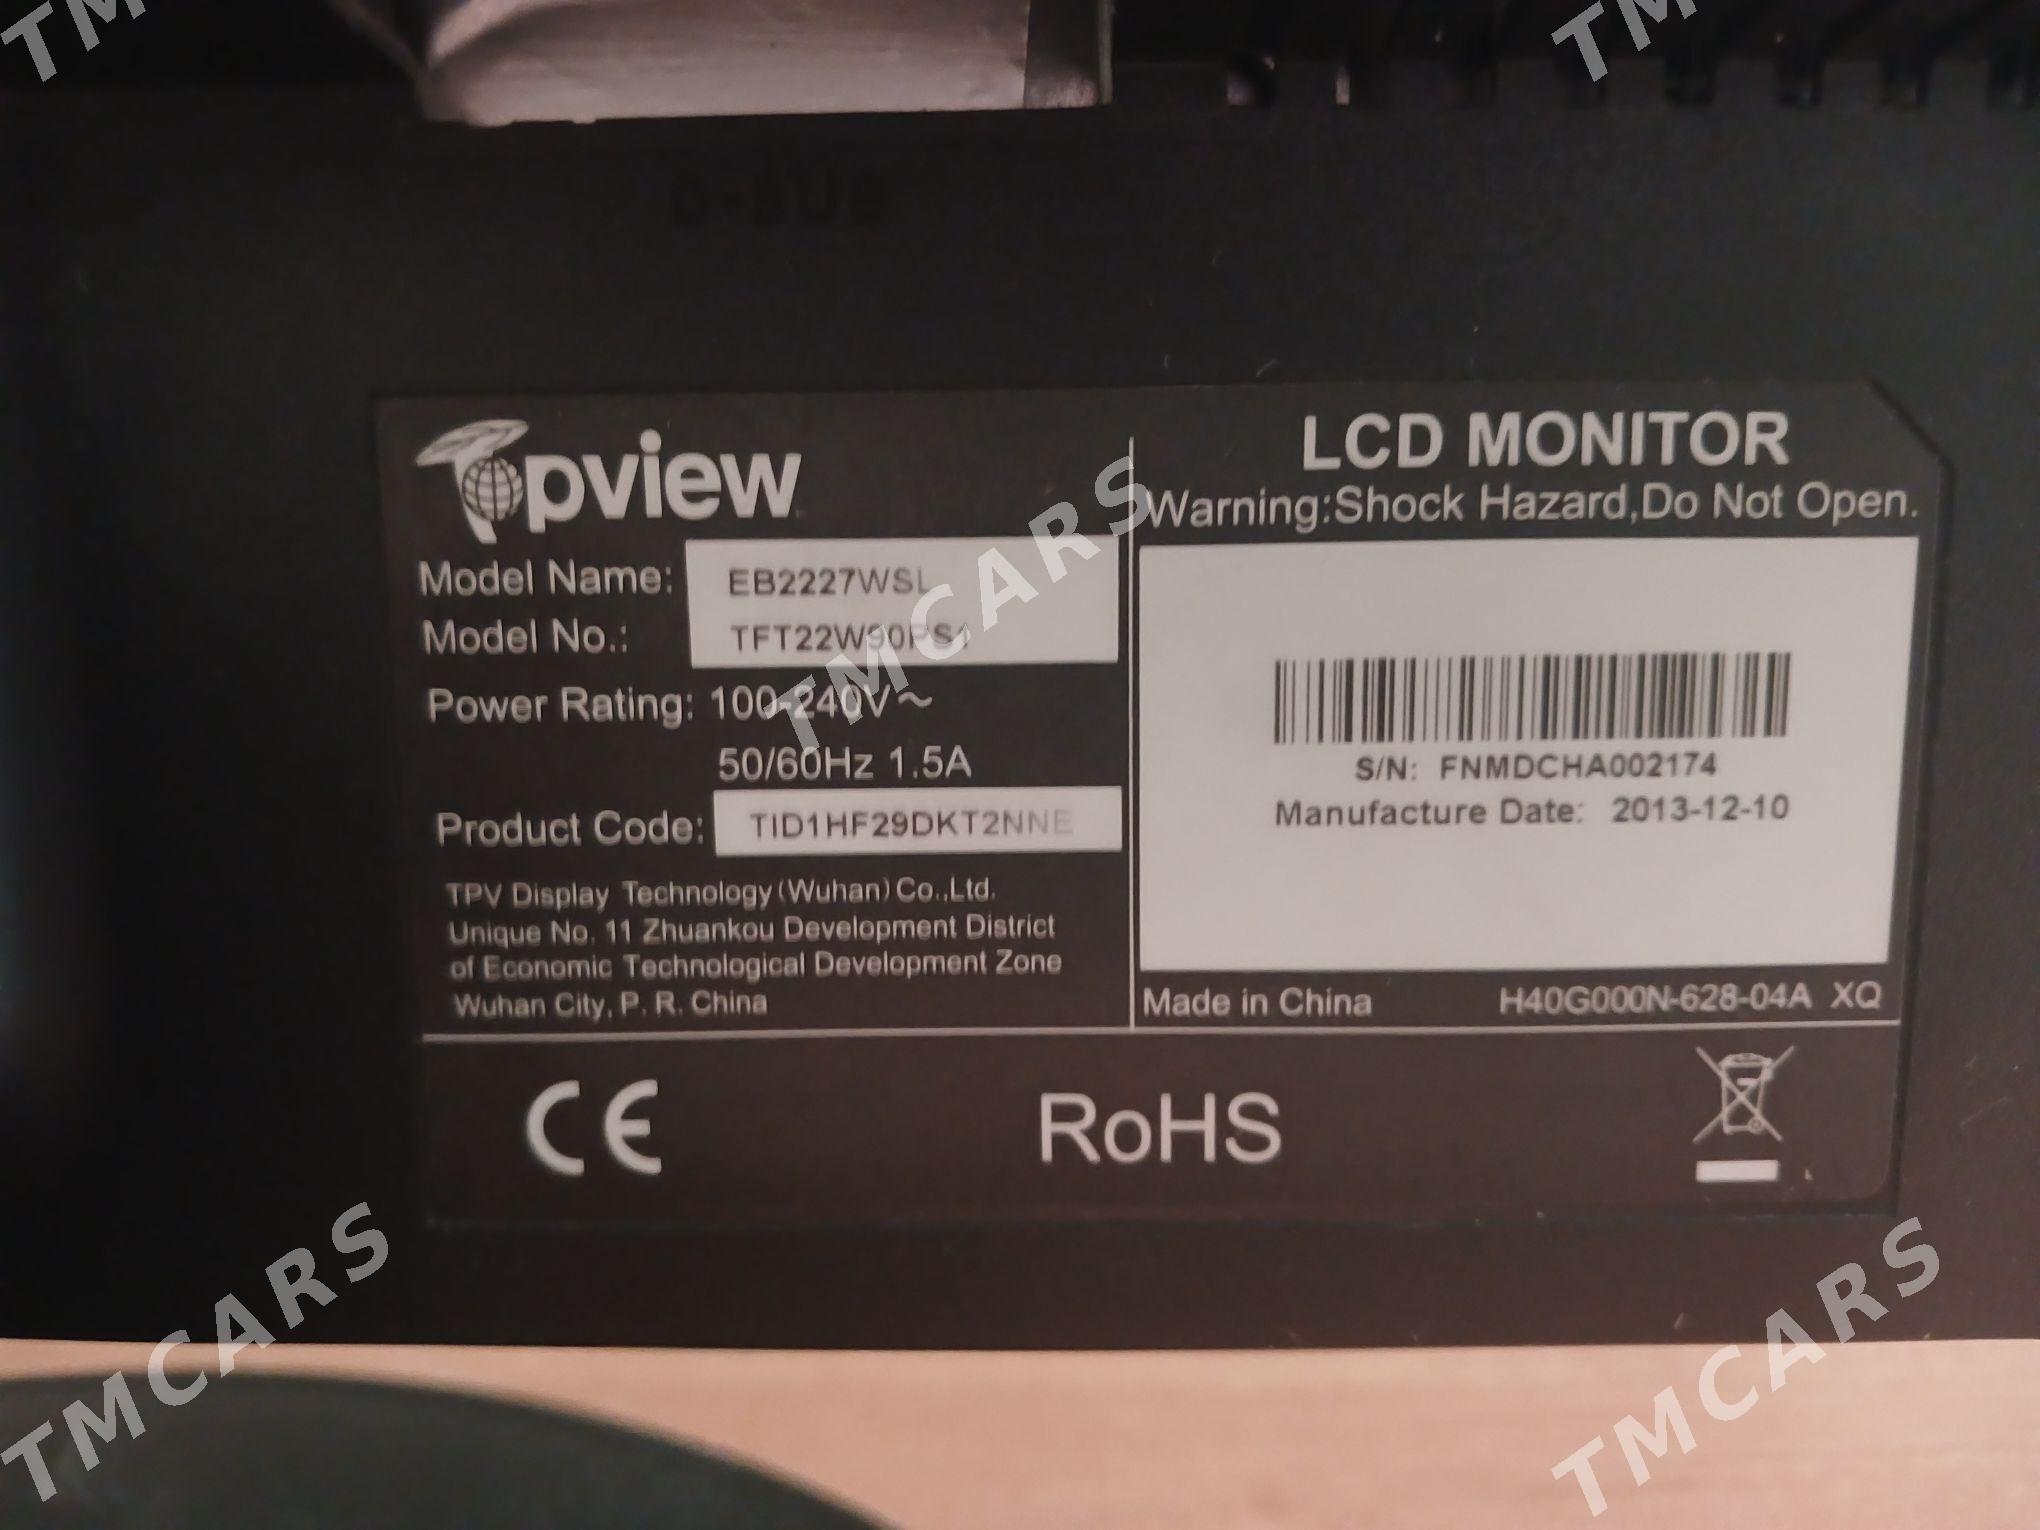 D-SUB
Topview
LCD MONITOR
Warning:Shock Hazard,Do Not Open.
Model Name: EB2227WSL
Model No.: TFT22W90PS1
Power Rating: 100-240V~
50/60Hz 1.5A
Product Code: TID1HF29DKT2NNE
TPV Display Technology (Wuhan) Co.,Ltd.
Unique No. 11 Zhuankou Development District
of Economic Technological Development Zone
Wuhan City, P. R. China
S/N: FNMDCHA002174
Manufacture Date: 2013-12-10
Made in China H40G000N-628-04A XQ
CE RoHS
TMCARS
TMCARS
TMCARS